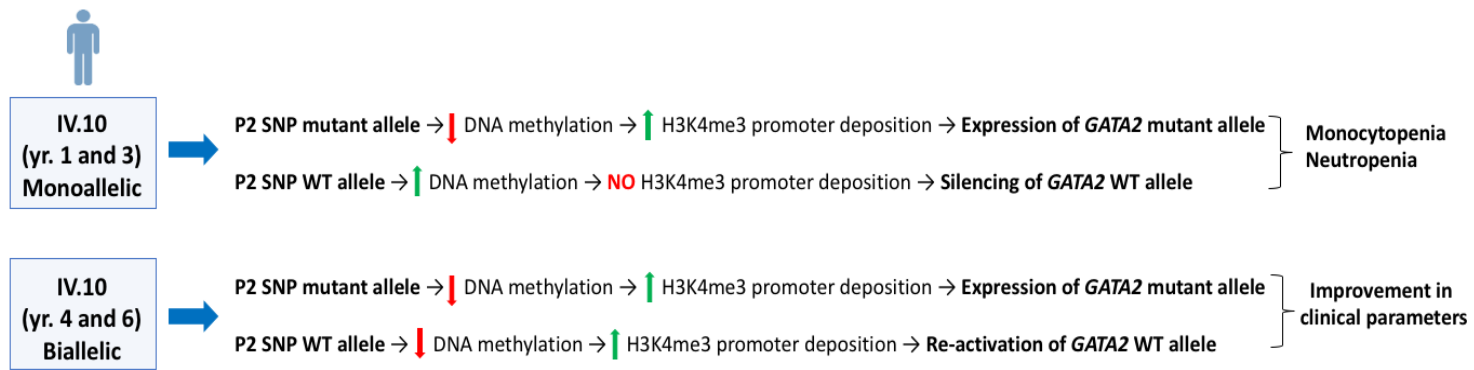 IV.10
(yr. 1 and 3)
Monoallelic
P2 SNP mutant allele → DNA methylation → H3K4me3 promoter deposition → Expression of GATA2 mutant allele
P2 SNP WT allele → DNA methylation → NO H3K4me3 promoter deposition → Silencing of GATA2 WT allele
Monocytopenia
Neutropenia
IV.10
(yr. 4 and 6)
Biallelic
P2 SNP mutant allele → DNA methylation → H3K4me3 promoter deposition → Expression of GATA2 mutant allele
P2 SNP WT allele → DNA methylation → H3K4me3 promoter deposition → Re-activation of GATA2 WT allele
Improvement in
clinical parameters